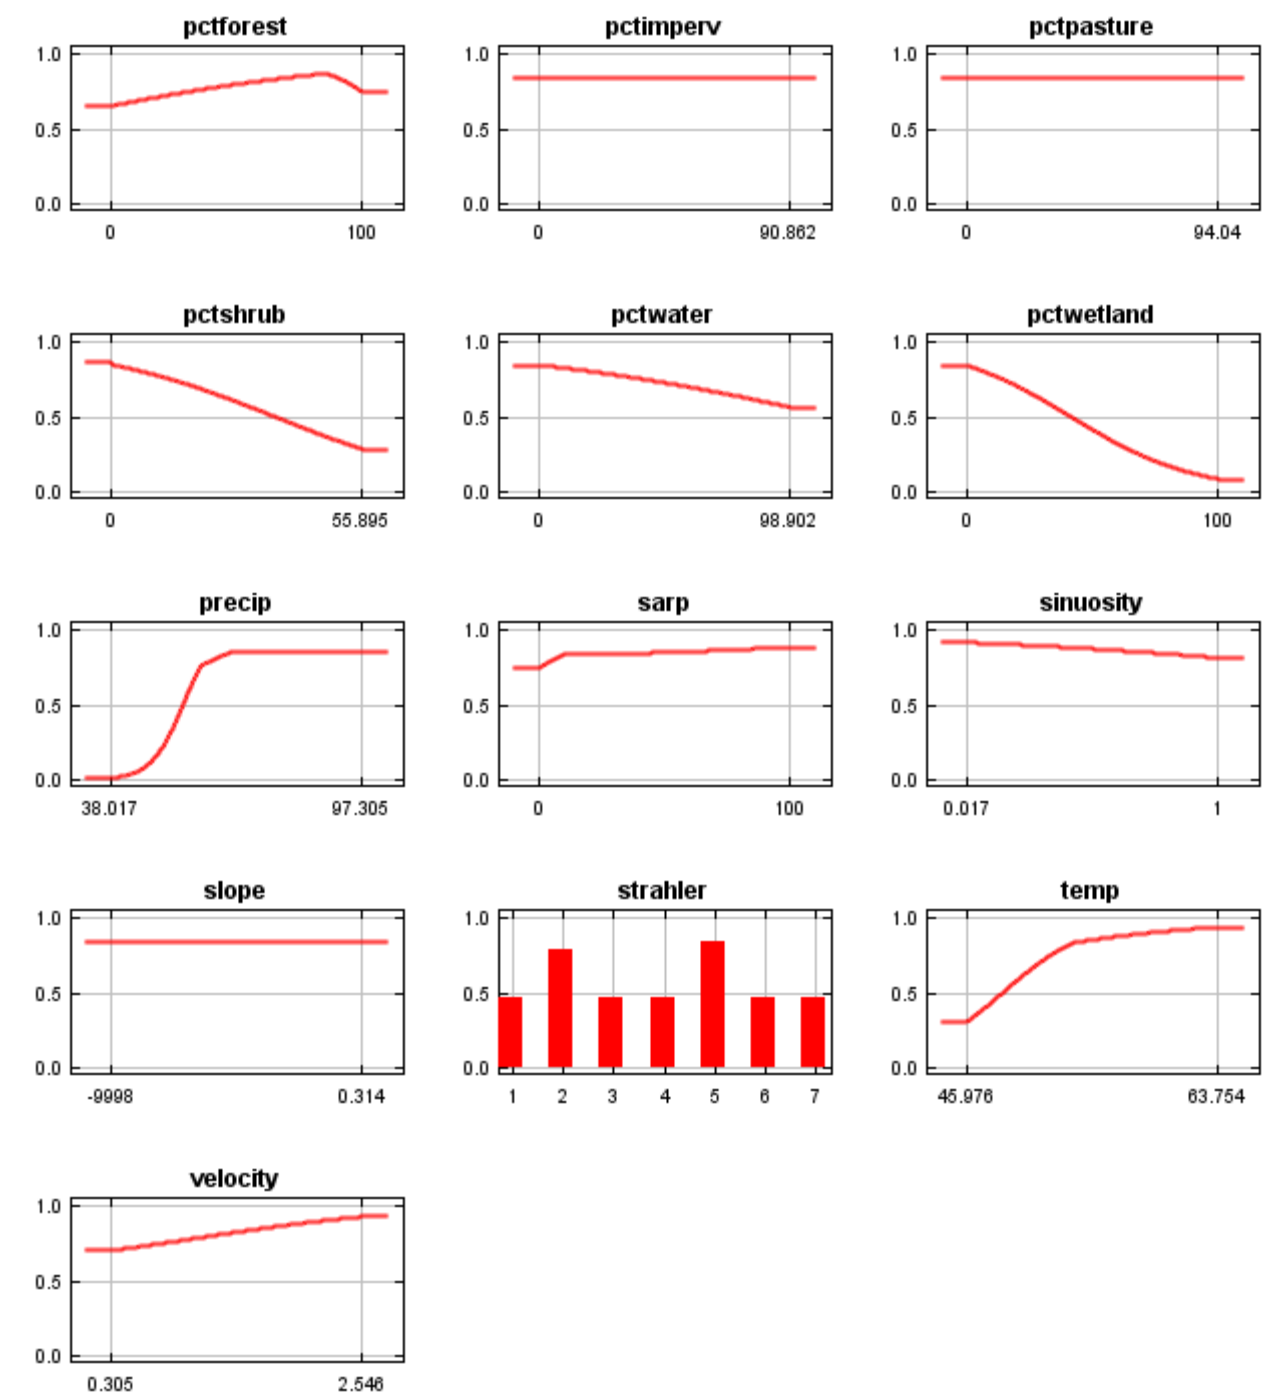 pctforest pctimperv pctpasture
1.0 1.0 1.0
0.5 0.5 0.5
0.0 0.0 0.0
0 100 0 90.862 0 94.04
pctshrub pctwater pctwetland
1.0 1.0 1.0
0.5 0.5 0.5
0.0 0.0 0.0
0 55.895 0 98.902 0 100
precip sarp sinuosity
1.0 1.0 1.0
0.5 0.5 0.5
0.0 0.0 0.0
38.017 97.305 0 100 0.017 1
slope strahler temp
1.0 1.0 1.0
0.5 0.5 0.5
0.0 0.0 0.0
-9998 0.314 1 2 3 4 5 6 7 45.976 63.754
velocity
1.0
0.5
0.0
0.305 2.546